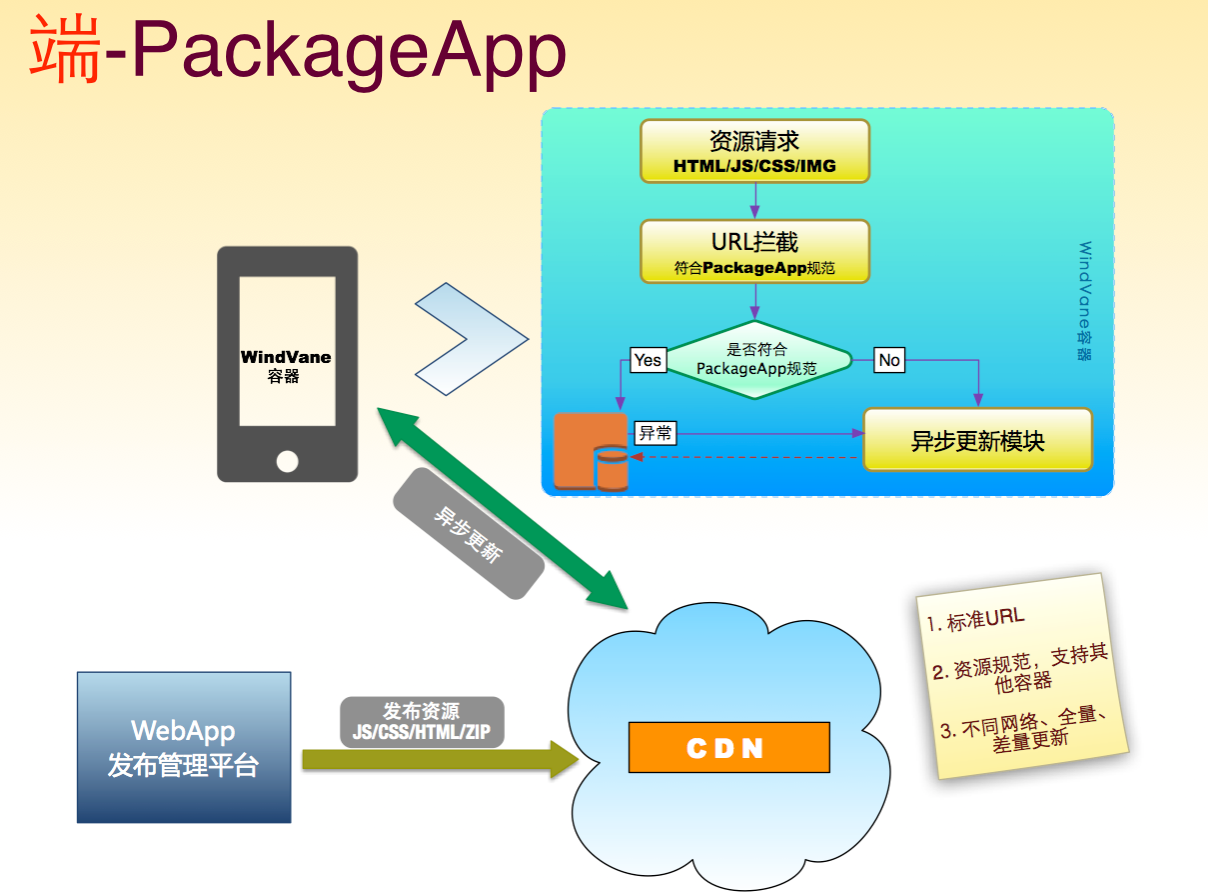 端-PackageApp
资源请求
HTML/JS/CSS/IMG
URL拦截
符合PackageApp规范
是否符合
PackageApp规范
Yes
No
异常
异步更新模块
WindVane容器
WindVane
容器
异步更新
WebApp
发布管理平台
发布资源
JS/CSS/HTML/ZIP
CDN
1. 标准URL
2. 资源规范，支持其
他容器
3. 不同网络、全量、
差量更新